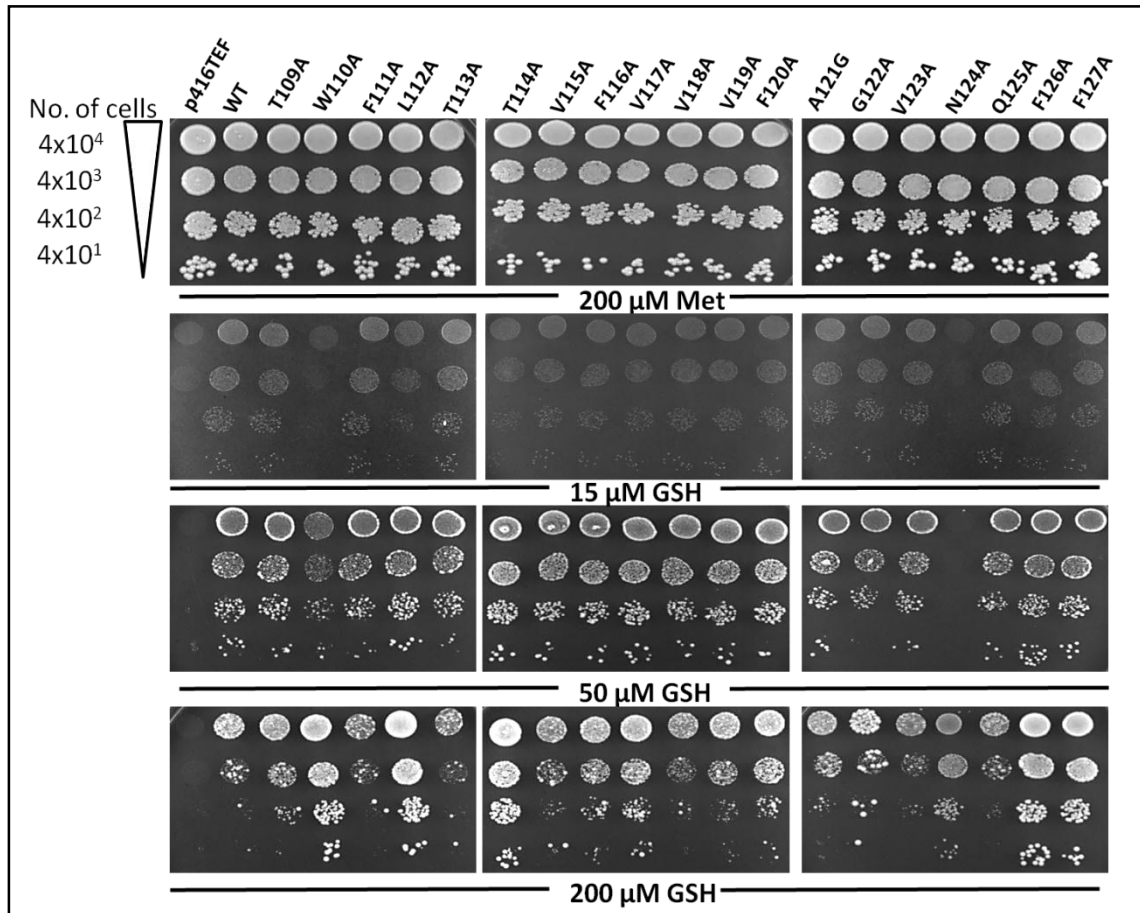 p416TEF WT T109A W110A F111A L112A T113A T114A V115A F116A V117A V118A V119A F120A A121G G122A V123A N124A Q125A F126A F127A
No. of cells
4x10⁴
4x10³
4x10²
4x10¹
200 µM Met
15 µM GSH
50 µM GSH
200 µM GSH